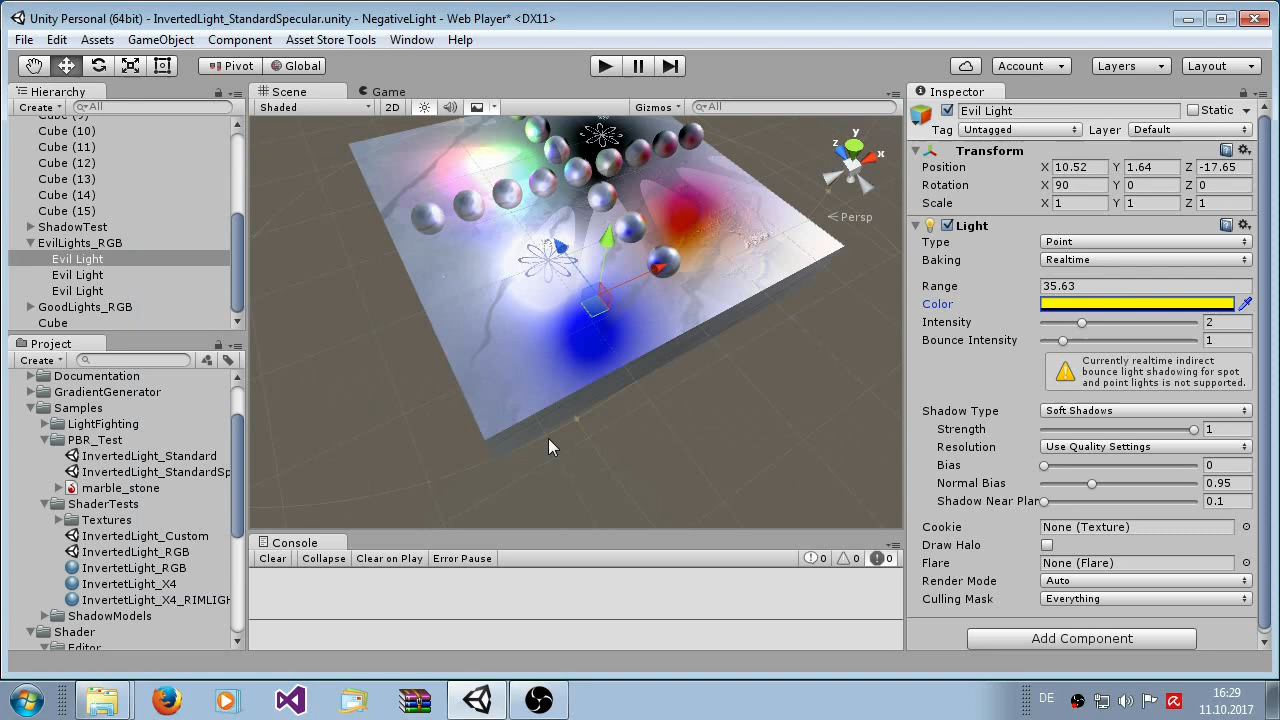 Unity Personal (64bit) - InvertedLight_StandardSpecular.unity - NegativeLight - Web Player* <DX11>
File Edit Assets GameObject Component Asset Store Tools Window Help
Pivot Global Account Layers Layout
Hierarchy
Create All
Cube (10)
Cube (11)
Cube (12)
Cube (13)
Cube (14)
Cube (15)
ShadowTest
EvilLights_RGB
Evil Light
Evil Light
Evil Light
GoodLights_RGB
Cube
Project
Create
Documentation
GradientGenerator
Samples
LightFighting
PBR_Test
InvertedLight_Standard
InvertedLight_StandardSp
marble_stone
ShaderTests
Textures
InvertedLight_Custom
InvertedLight_RGB
InvertetLight_RGB
InvertetLight_X4
InvertetLight_X4_RIMLIGH
ShadowModels
Shader
Editor
Scene Game
Shaded 2D Gizmos All
y
z
x
Persp
Console
Clear Collapse Clear on Play Error Pause 0 0 0
Inspector
Evil Light Static
Tag Untagged Layer Default
Transform
Position X 10.52 Y 1.64 Z -17.65
Rotation X 90 Y 0 Z 0
Scale X 1 Y 1 Z 1
Light
Type Point
Baking Realtime
Range 35.63
Color
Intensity 2
Bounce Intensity 1
Currently realtime indirect
bounce light shadowing for spot
and point lights is not supported.
Shadow Type Soft Shadows
Strength 1
Resolution Use Quality Settings
Bias 0
Normal Bias 0.95
Shadow Near Plan 0.1
Cookie None (Texture)
Draw Halo
Flare None (Flare)
Render Mode Auto
Culling Mask Everything
Add Component
DE
16:29
11.10.2017